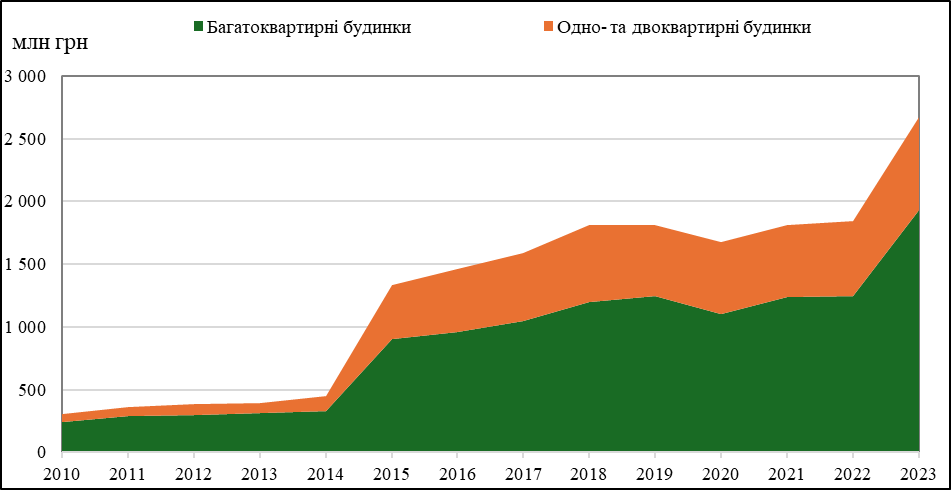 Багатоквартирні будинки
Одно- та двоквартирні будинки
млн грн
3 000
2 500
2 000
1 500
1 000
500
0
2010 2011 2012 2013 2014 2015 2016 2017 2018 2019 2020 2021 2022 2023